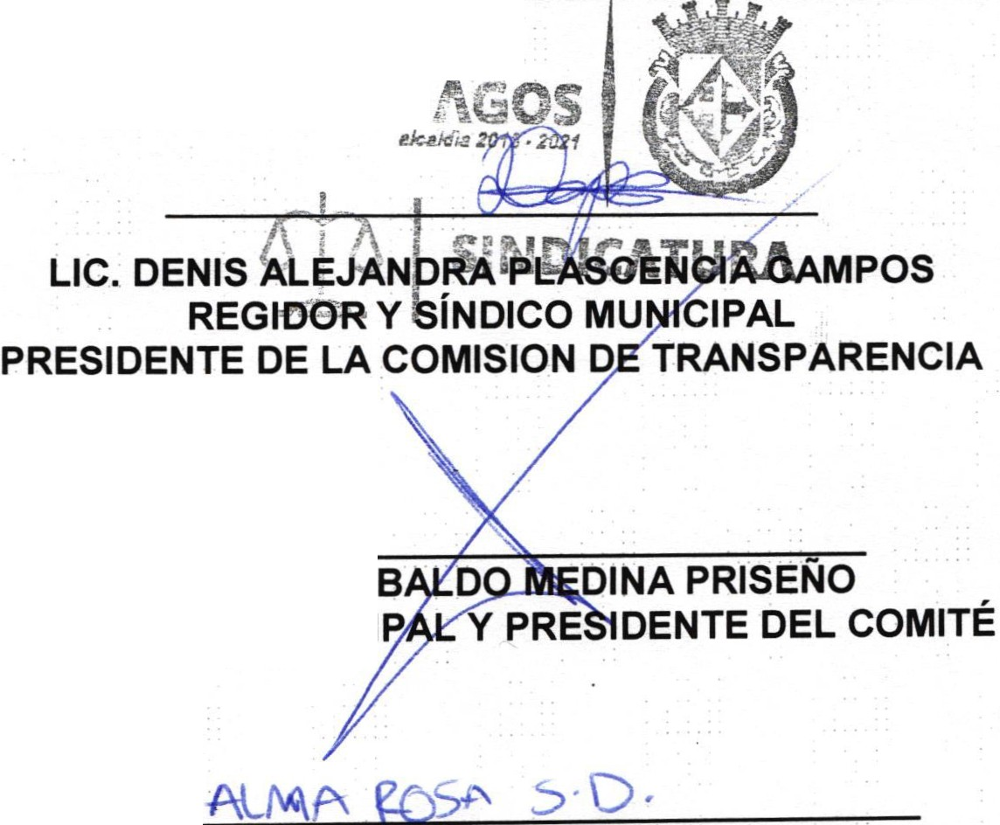 AGOS
alcaldía 2018 - 2021
SINDICATURA
LIC. DENIS ALEJANDRA PLASCENCIA CAMPOS
REGIDOR Y SÍNDICO MUNICIPAL
PRESIDENTE DE LA COMISION DE TRANSPARENCIA
BALDO MEDINA PRISEÑO
PAL Y PRESIDENTE DEL COMITÉ
ALMA ROSA S.D.